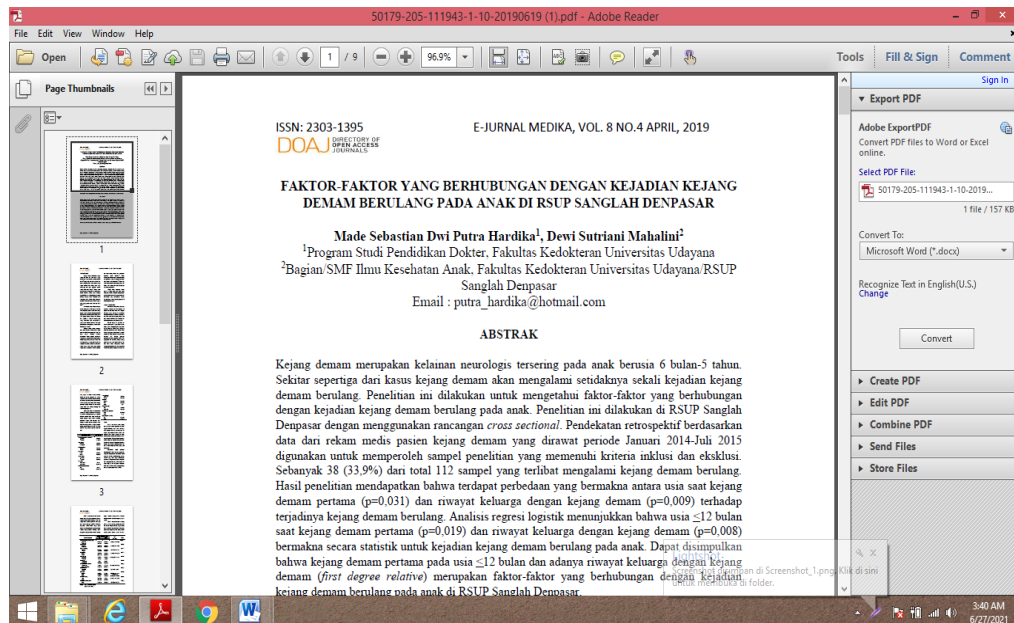 50179-205-111943-1-10-20190619 (1).pdf - Adobe Reader
File Edit View Window Help
Open
1 / 9
96.9%
Tools Fill & Sign Comment
Page Thumbnails
1
2
3
ISSN: 2303-1395 E-JURNAL MEDIKA, VOL. 8 NO.4 APRIL, 2019
DOAJ DIRECTORY OF OPEN ACCESS JOURNALS
FAKTOR-FAKTOR YANG BERHUBUNGAN DENGAN KEJADIAN KEJANG
DEMAM BERULANG PADA ANAK DI RSUP SANGLAH DENPASAR
Made Sebastian Dwi Putra Hardika1, Dewi Sutriani Mahalini2
1Program Studi Pendidikan Dokter, Fakultas Kedokteran Universitas Udayana
2Bagian/SMF Ilmu Kesehatan Anak, Fakultas Kedokteran Universitas Udayana/RSUP
Sanglah Denpasar
Email : putra_hardika@hotmail.com
ABSTRAK
Kejang demam merupakan kelainan neurologis tersering pada anak berusia 6 bulan-5 tahun.
Sekitar sepertiga dari kasus kejang demam akan mengalami setidaknya sekali kejadian kejang
demam berulang. Penelitian ini dilakukan untuk mengetahui faktor-faktor yang berhubungan
dengan kejadian kejang demam berulang pada anak. Penelitian ini dilakukan di RSUP Sanglah
Denpasar dengan menggunakan rancangan cross sectional. Pendekatan retrospektif berdasarkan
data dari rekam medis pasien kejang demam yang dirawat periode Januari 2014-Juli 2015
digunakan untuk memperoleh sampel penelitian yang memenuhi kriteria inklusi dan eksklusi.
Sebanyak 38 (33,9%) dari total 112 sampel yang terlibat mengalami kejang demam berulang.
Hasil penelitian mendapatkan bahwa terdapat perbedaan yang bermakna antara usia saat kejang
demam pertama (p=0,031) dan riwayat keluarga dengan kejang demam (p=0,009) terhadap
terjadinya kejang demam berulang. Analisis regresi logistik menunjukkan bahwa usia ≤12 bulan
saat kejang demam pertama (p=0,019) dan riwayat keluarga dengan kejang demam (p=0,008)
bermakna secara statistik untuk kejadian kejang demam berulang pada anak. Dapat disimpulkan
bahwa kejang demam pertama pada usia ≤12 bulan dan adanya riwayat keluarga dengan kejang
demam (first degree relative) merupakan faktor-faktor yang berhubungan dengan kejadian
kejang demam berulang pada anak di RSUP Sanglah Denpasar.
Sign In
Export PDF
Adobe ExportPDF
Convert PDF files to Word or Excel
online.
Select PDF File:
50179-205-111943-1-10-2019...
1 file / 157 KB
Convert To:
Microsoft Word (*.docx)
Recognize Text in English(U.S.)
Change
Convert
Create PDF
Edit PDF
Combine PDF
Send Files
Store Files
Lightshot
Screenshot disimpan di Screenshot_1.png. Klik di sini
untuk membuka di folder.
3:40 AM
6/27/2021